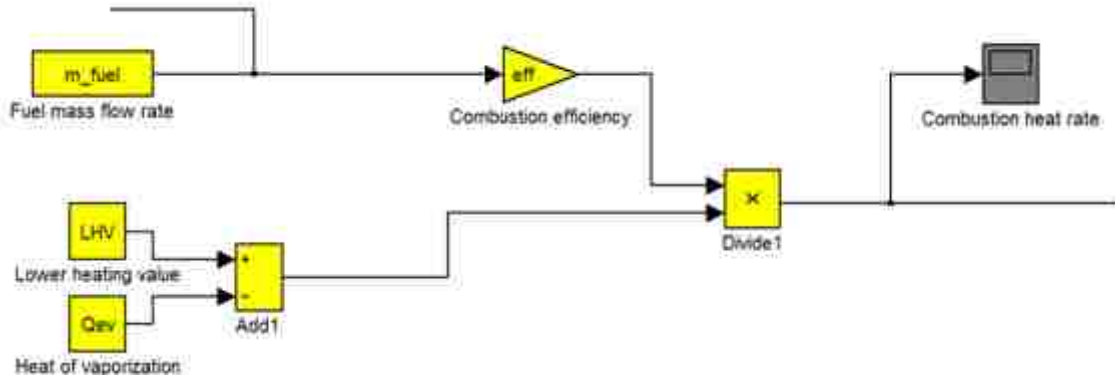 m_fuel
Fuel mass flow rate
eff
Combustion efficiency
Combustion heat rate
×
Divide1
LHV
Lower heating value
+
−
Add1
Qev
Heat of vaporization